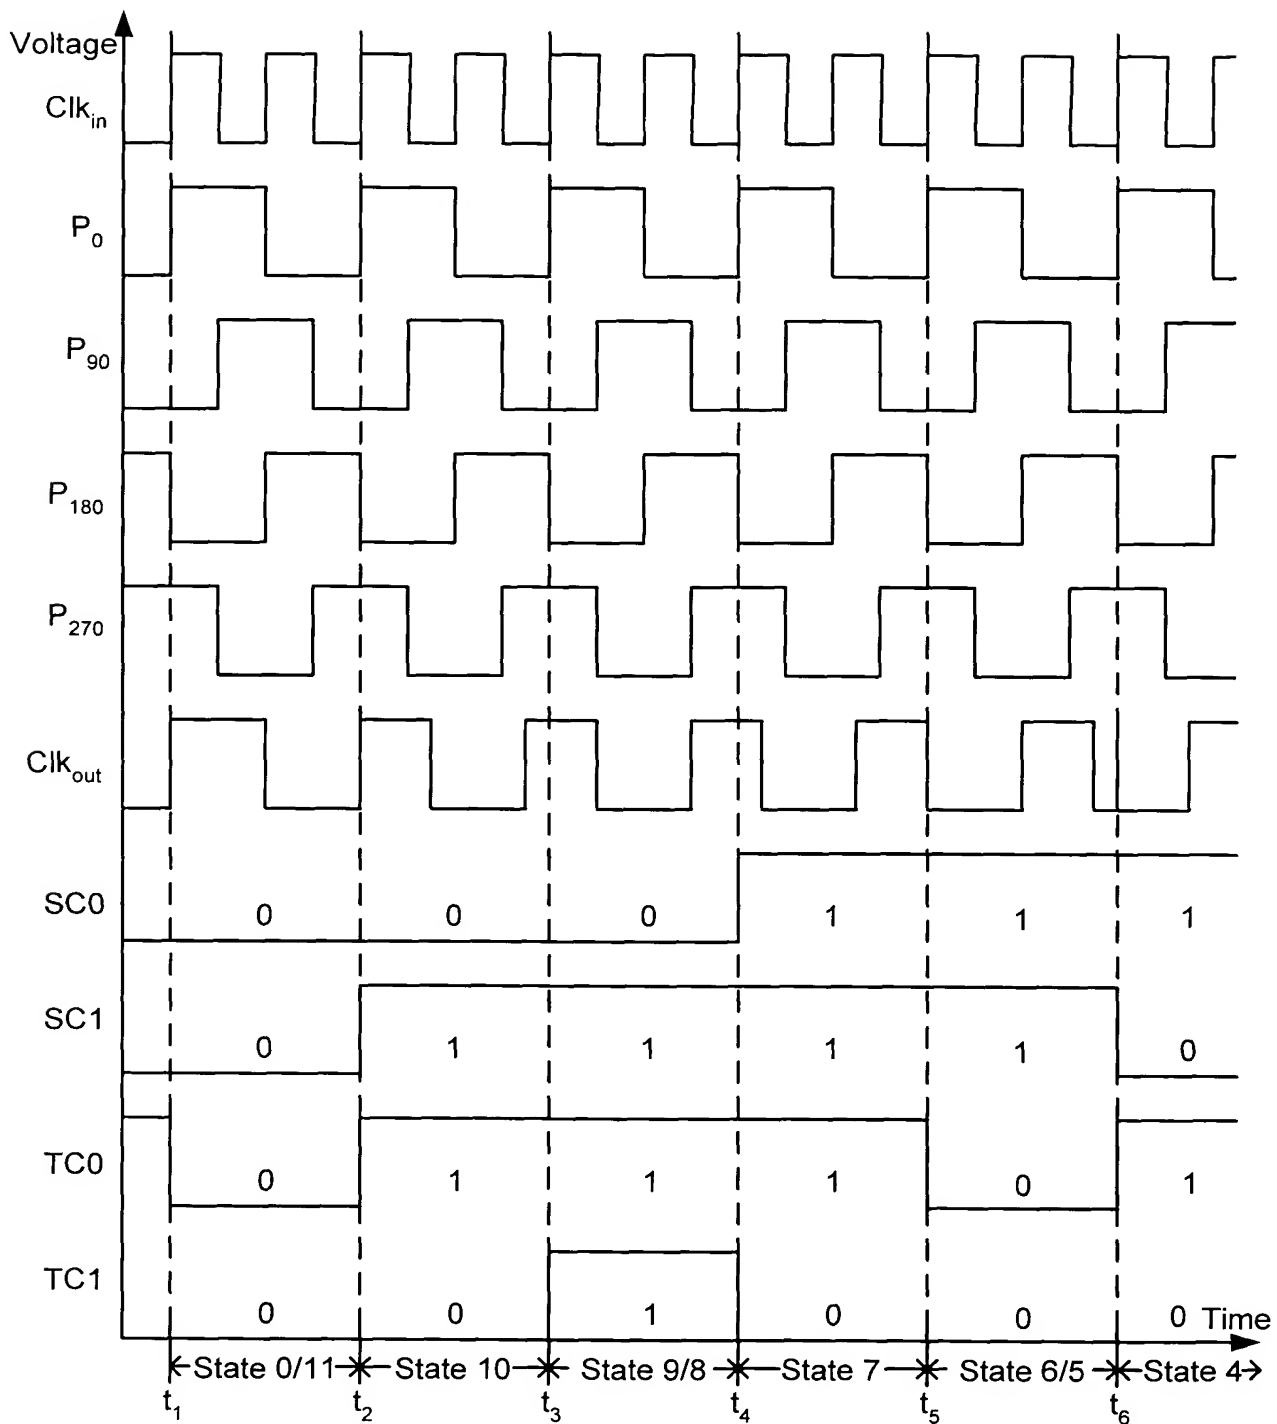 Voltage
Clk_in
P_0
P_90
P_180
P_270
Clk_out
SC0 0 0 0 1 1 1
SC1 0 1 1 1 1 0
TC0 0 1 1 1 0 1
TC1 0 0 1 0 0 0 Time
State 0/11 State 10 State 9/8 State 7 State 6/5 State 4
t_1 t_2 t_3 t_4 t_5 t_6